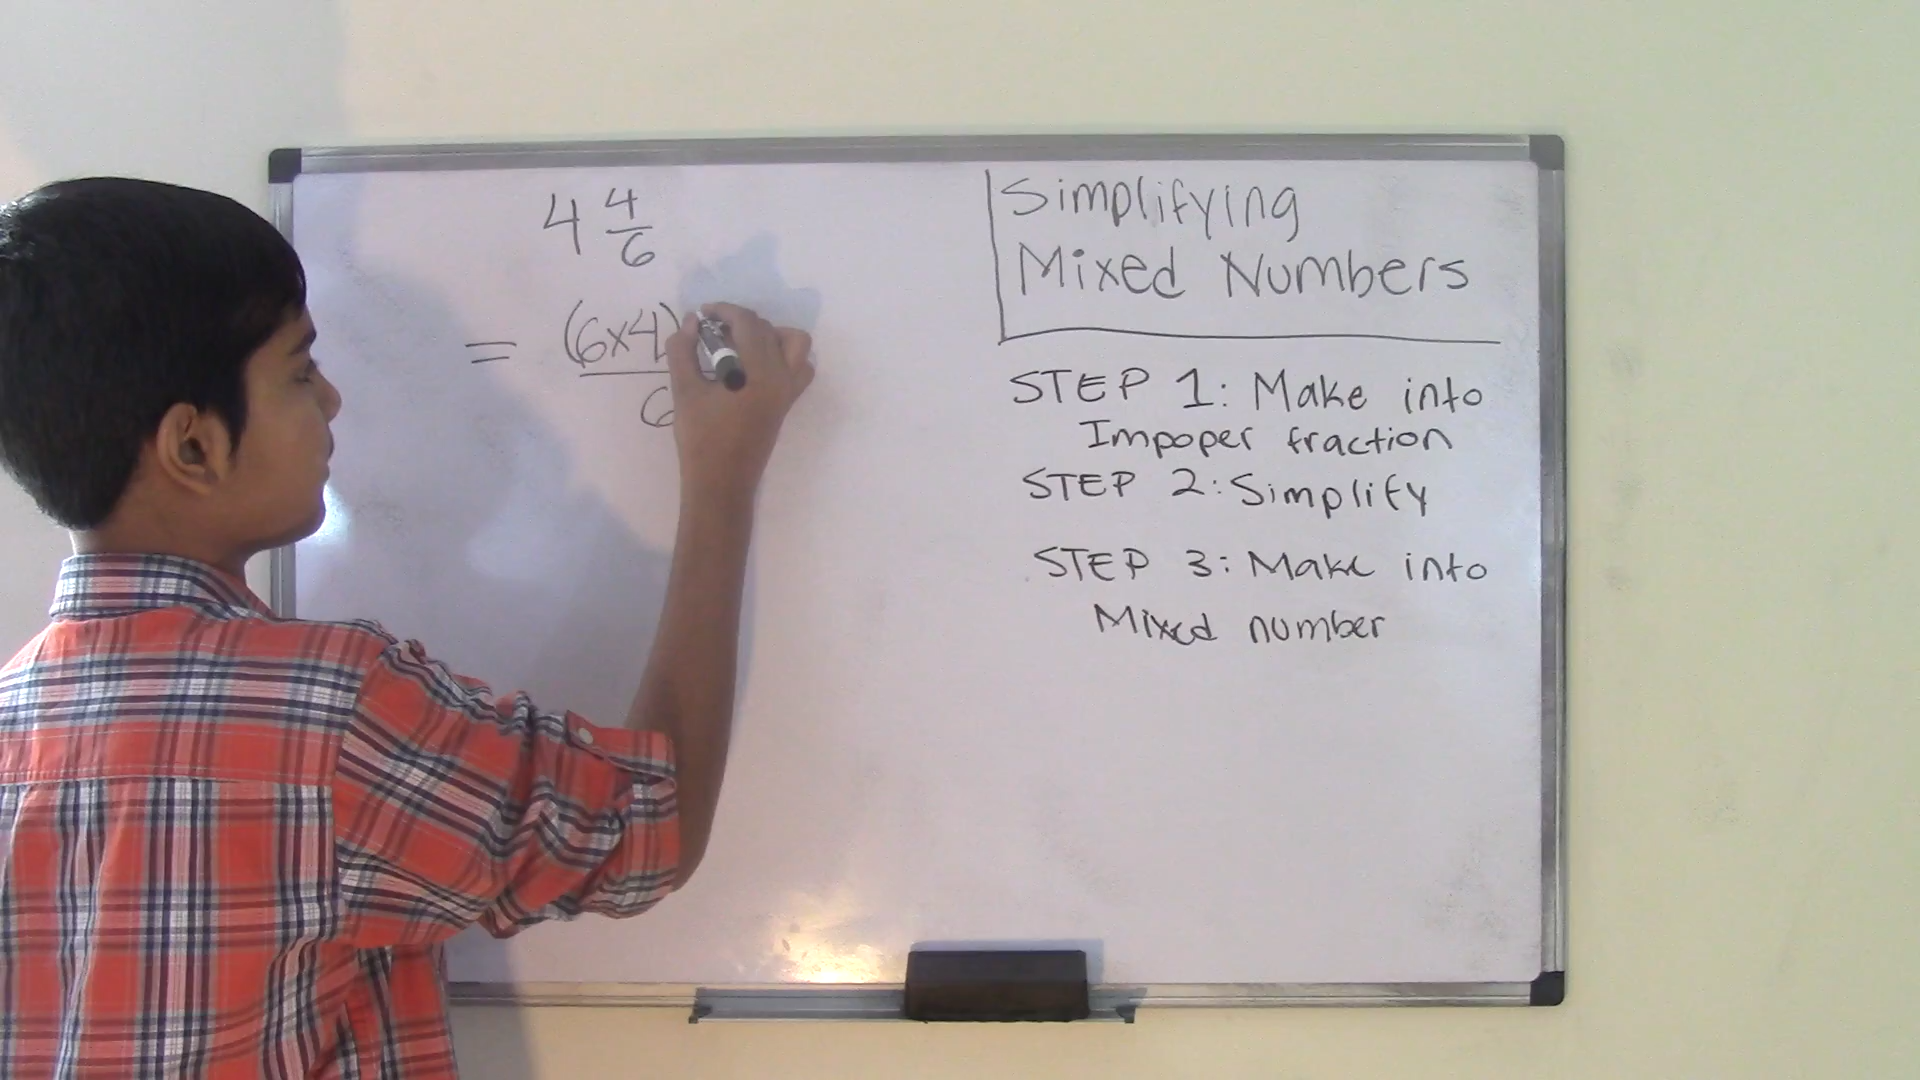 4 4/6
= (6x4)
6
Simplifying
Mixed Numbers
STEP 1: Make into
Impoper fraction
STEP 2: Simplify
STEP 3: Make into
Mixed number